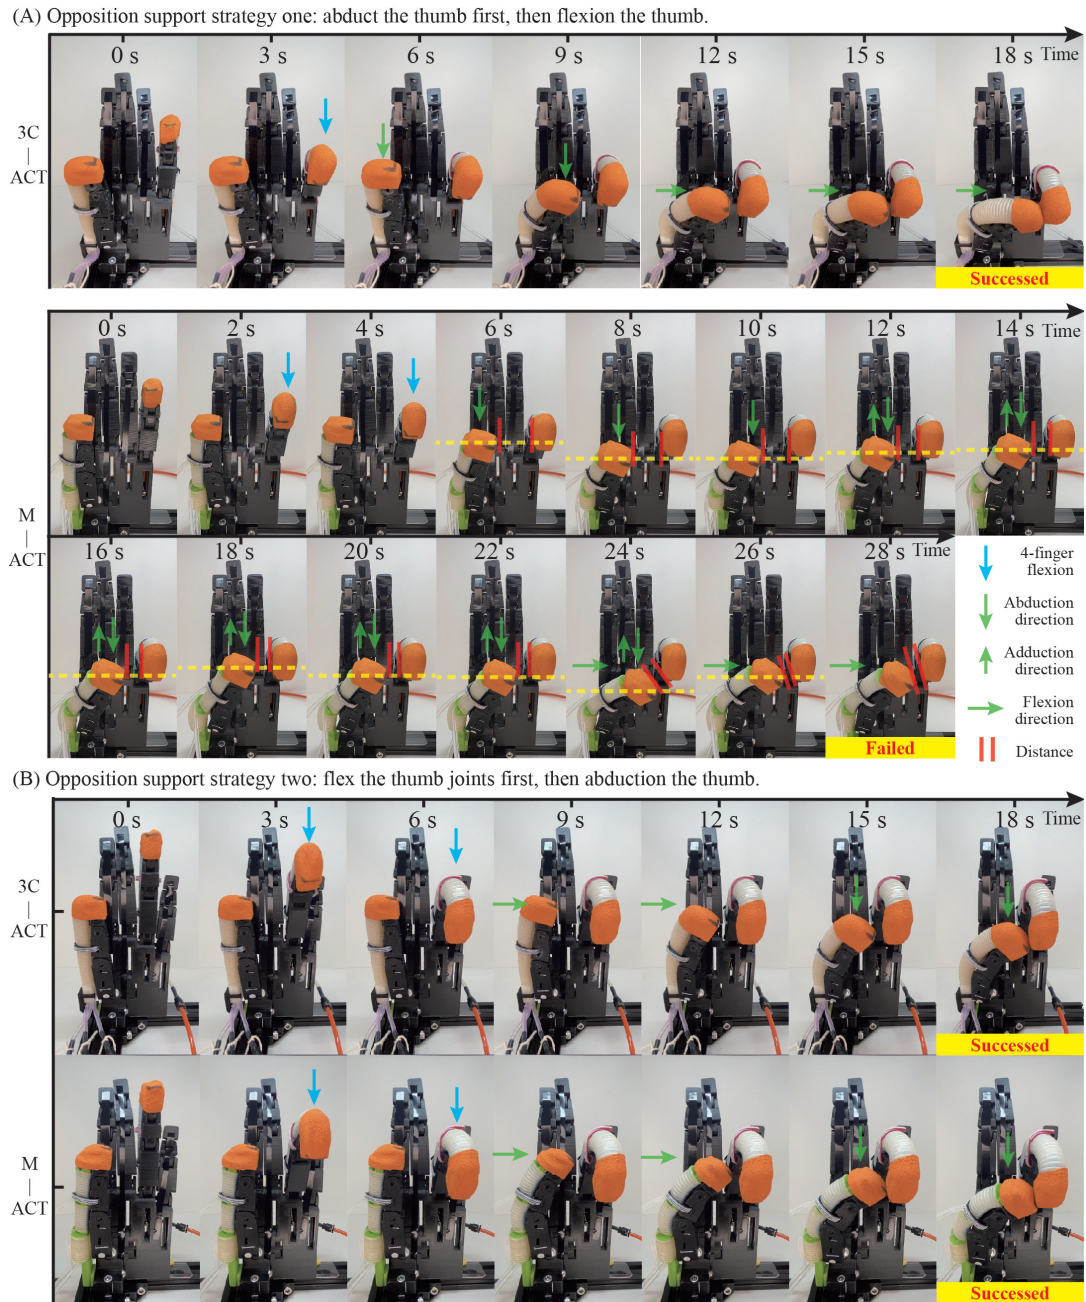 (A) Opposition support strategy one: abduct the thumb first, then flexion the thumb.
0 s 3 s 6 s 9 s 12 s 15 s 18 s Time
3C
|
ACT
Successed
0 s 2 s 4 s 6 s 8 s 10 s 12 s 14 s Time
M
|
ACT
16 s 18 s 20 s 22 s 24 s 26 s 28 s Time
4-finger
flexion
Abduction
direction
Adduction
direction
Flexion
direction
Distance
Failed
(B) Opposition support strategy two: flex the thumb joints first, then abduction the thumb.
0 s 3 s 6 s 9 s 12 s 15 s 18 s Time
3C
|
ACT
Successed
M
|
ACT
Successed